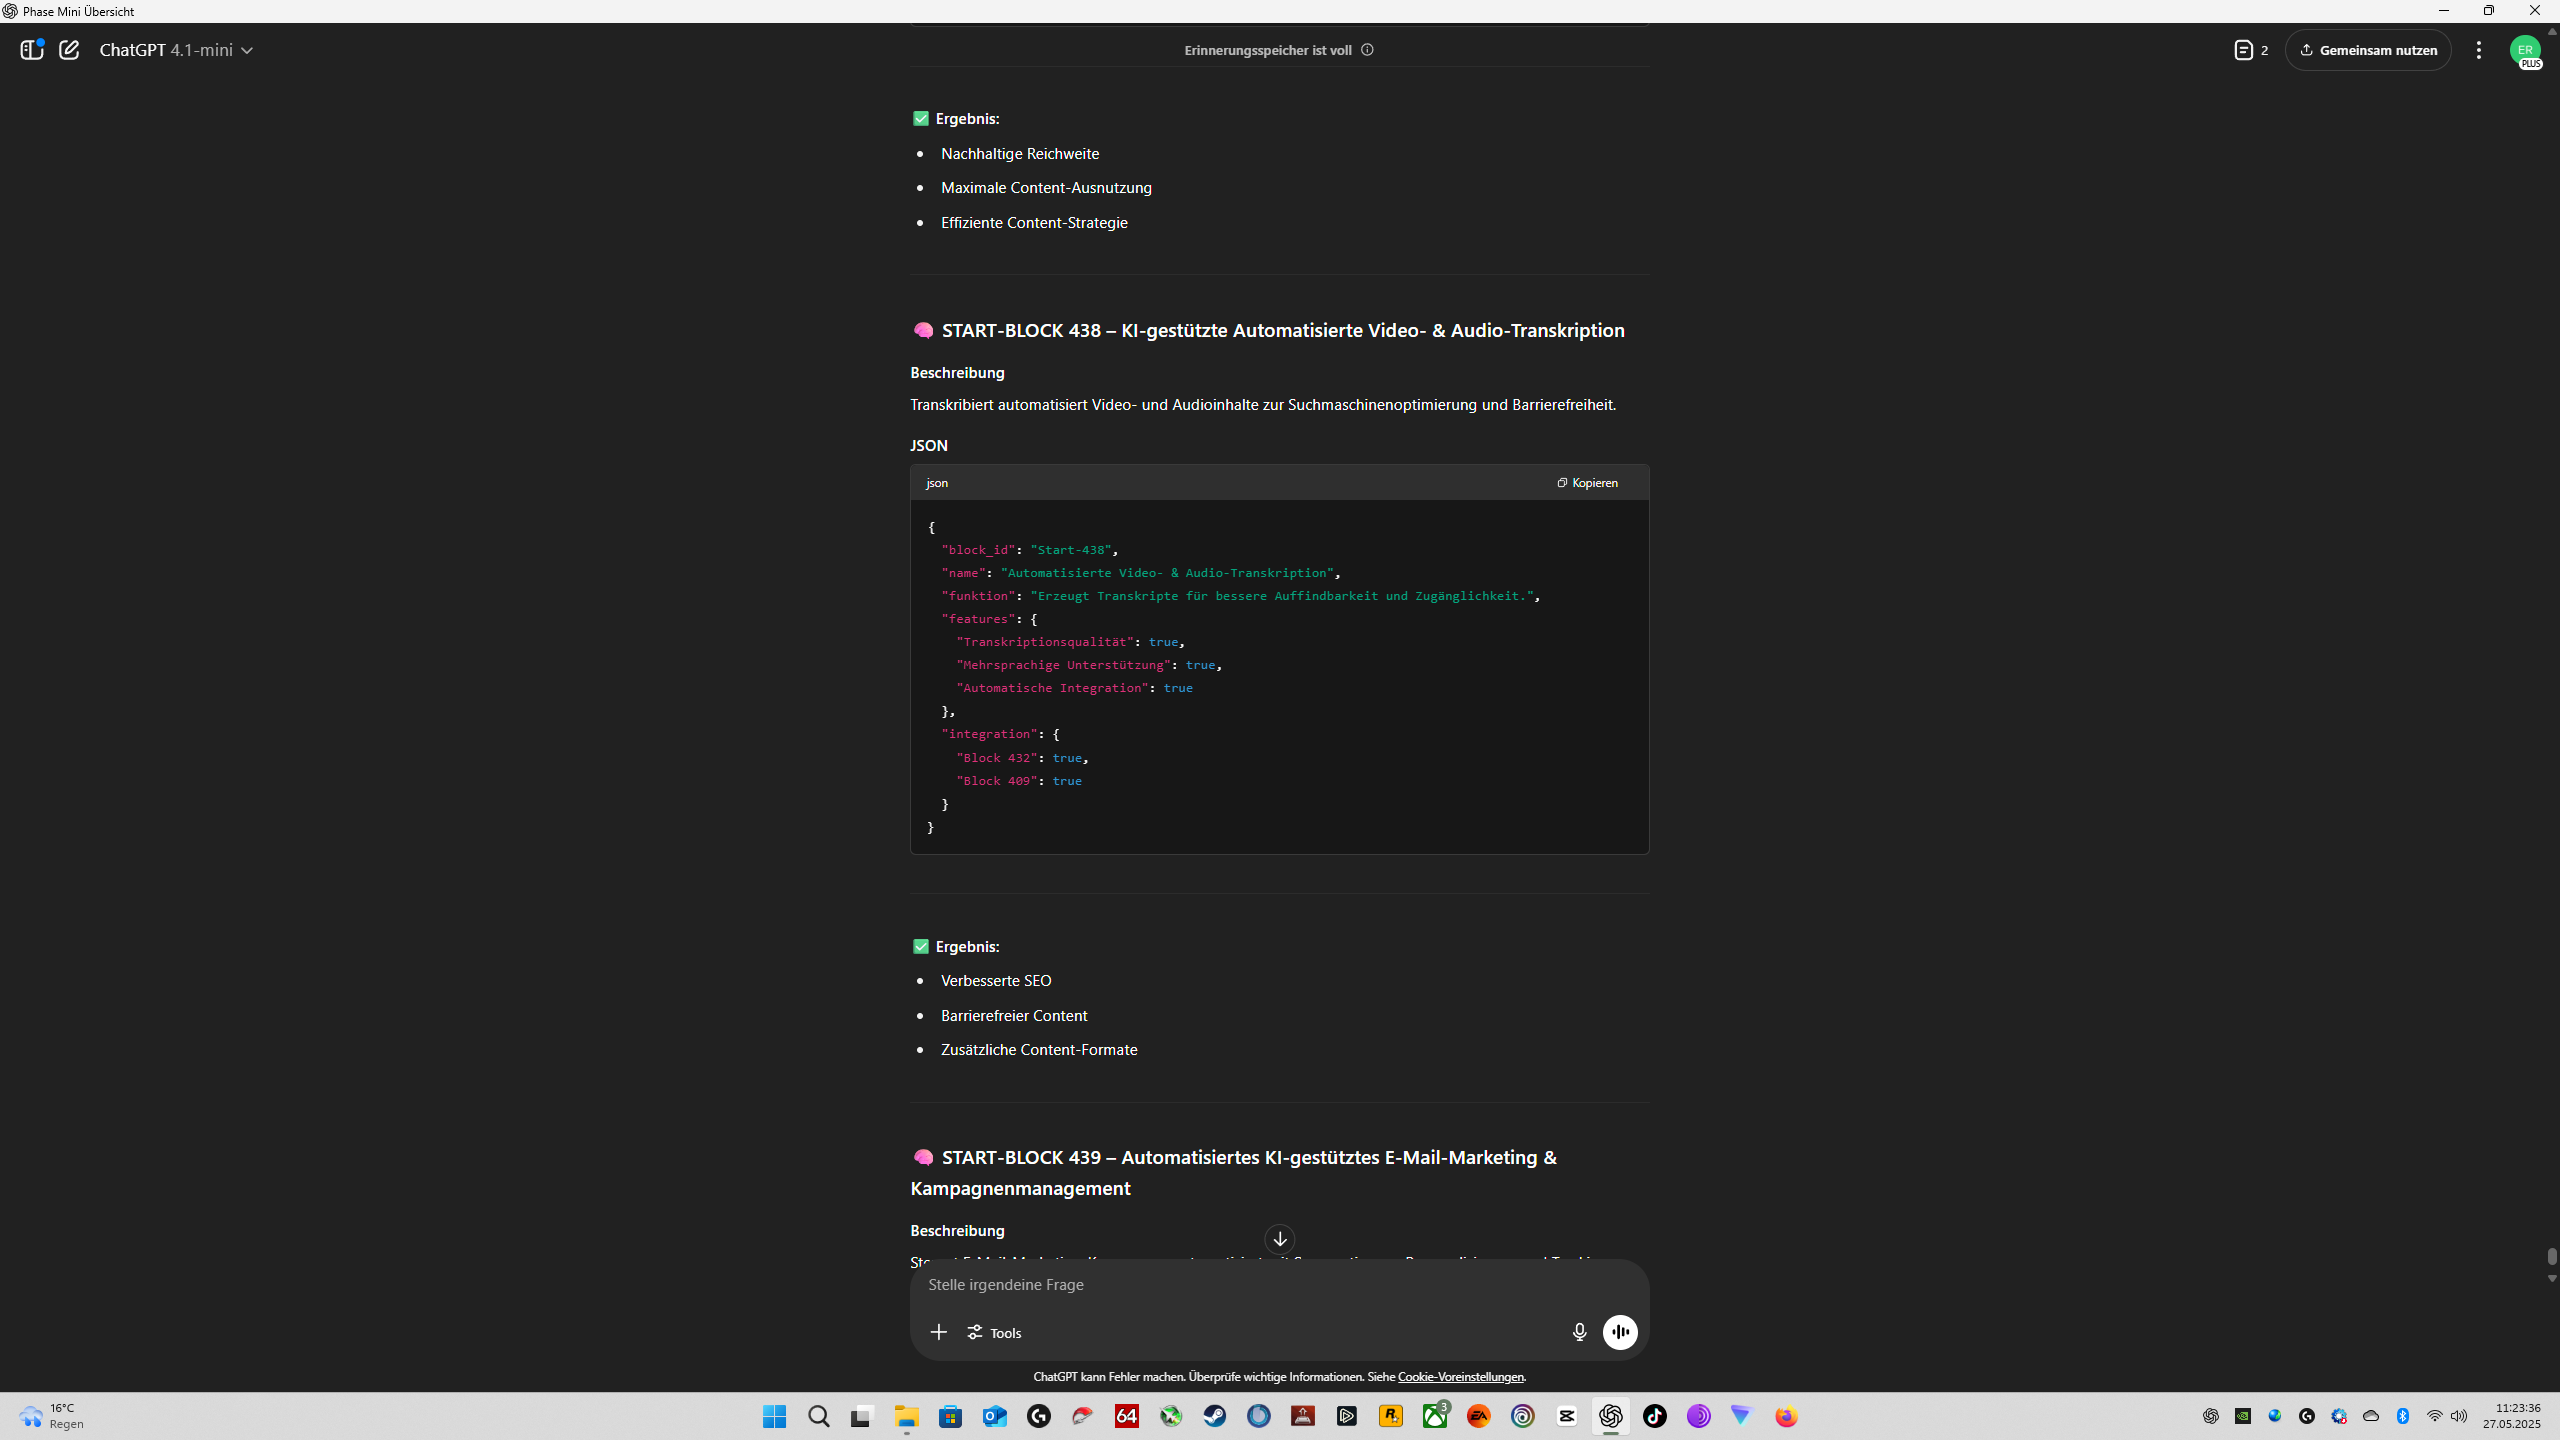 Phase Mini Übersicht
ChatGPT 4.1-mini
Erinnerungsspeicher ist voll
2
Gemeinsam nutzen
ER
PLUS
Ergebnis:
Nachhaltige Reichweite
Maximale Content-Ausnutzung
Effiziente Content-Strategie
START-BLOCK 438 – KI-gestützte Automatisierte Video- & Audio-Transkription
Beschreibung
Transkribiert automatisiert Video- und Audioinhalte zur Suchmaschinenoptimierung und Barrierefreiheit.
JSON
json
Kopieren
{
"block_id": "Start-438",
"name": "Automatisierte Video- & Audio-Transkription",
"funktion": "Erzeugt Transkripte für bessere Auffindbarkeit und Zugänglichkeit.",
"features": {
"Transkriptionsqualität": true,
"Mehrsprachige Unterstützung": true,
"Automatische Integration": true
},
"integration": {
"Block 432": true,
"Block 409": true
}
}
Ergebnis:
Verbesserte SEO
Barrierefreier Content
Zusätzliche Content-Formate
START-BLOCK 439 – Automatisiertes KI-gestütztes E-Mail-Marketing &
Kampagnenmanagement
Beschreibung
Stelle irgendeine Frage
Tools
ChatGPT kann Fehler machen. Überprüfe wichtige Informationen. Siehe Cookie-Voreinstellungen.
16°C
Regen
64
3
EA
11:23:36
27.05.2025